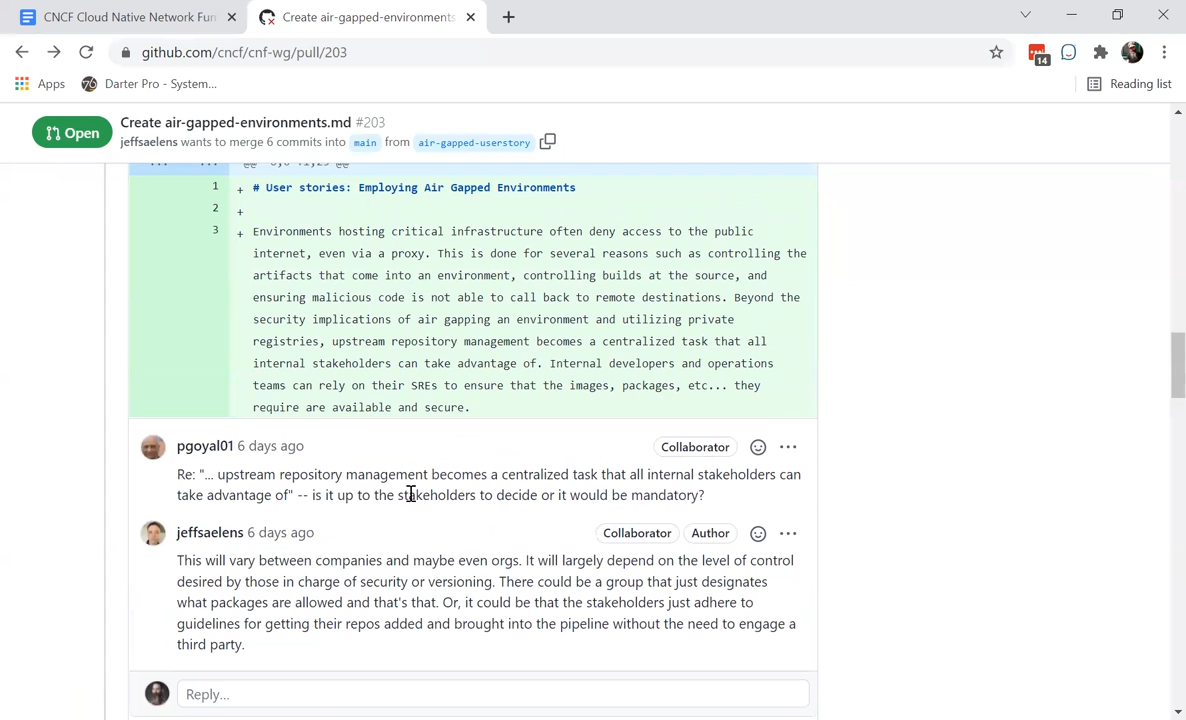 CNCF Cloud Native Network Fun
Create air-gapped-environments
github.com/cncf/cnf-wg/pull/203
14
Apps
76
Darter Pro - System...
Reading list
Open
Create air-gapped-environments.md #203
jeffsaelens wants to merge 6 commits into main from air-gapped-userstory
1 + # User stories: Employing Air Gapped Environments
2 +
3 + Environments hosting critical infrastructure often deny access to the public
internet, even via a proxy. This is done for several reasons such as controlling the
artifacts that come into an environment, controlling builds at the source, and
ensuring malicious code is not able to call back to remote destinations. Beyond the
security implications of air gapping an environment and utilizing private
registries, upstream repository management becomes a centralized task that all
internal stakeholders can take advantage of. Internal developers and operations
teams can rely on their SREs to ensure that the images, packages, etc... they
require are available and secure.
pgoyal01 6 days ago
Collaborator
Re: "... upstream repository management becomes a centralized task that all internal stakeholders can
take advantage of" -- is it up to the stakeholders to decide or it would be mandatory?
jeffsaelens 6 days ago
Collaborator
Author
This will vary between companies and maybe even orgs. It will largely depend on the level of control
desired by those in charge of security or versioning. There could be a group that just designates
what packages are allowed and that's that. Or, it could be that the stakeholders just adhere to
guidelines for getting their repos added and brought into the pipeline without the need to engage a
third party.
Reply...